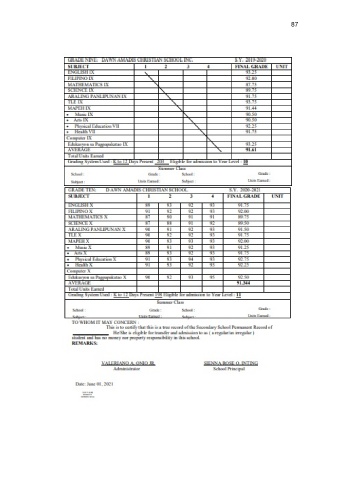 87
GRADE NINE: DAWN AMADIS CHRISTIAN SCHOOL INC. S.Y. 2019-2020
SUBJECT 1 2 3 4 FINAL GRADE UNIT
ENGLISH IX 93.25
FILIPINO IX 92.00
MATHEMATICS IX 87.75
SCIENCE IX 89.75
ARALING PANLIPUNAN IX 91.75
TLE IX 93.75
MAPEH IX 91.44
• Music IX 90.50
• Arts IX 90.50
• Physical Education VII 92.25
• Health VII 91.75
Computer IX
Edukasyon sa Pagpapakatao IX 93.25
AVERAGE 91.61
Total Units Earned
Grading System Used : K to 12 Days Present Eligible for admission to Year Level : 10
Summer Class
School : Grade : School : Grade :
Subject : Units Earned: Subject : Units Earned:
GRADE TEN: DAWN AMADIS CHRISTIAN SCHOOL S.Y. 2020-2021
SUBJECT 1 2 3 4 FINAL GRADE UNIT
ENGLISH X 89 93 92 93 91.75
FILIPINO X 91 92 92 93 92.00
MATHEMATICS X 87 90 91 91 89.75
SCIENCE X 87 88 91 92 89.50
ARALING PANLIPUNAN X 90 91 92 93 91.50
TLE X 90 92 92 93 91.75
MAPEH X 90 93 93 93 92.00
• Music X 89 91 92 93 91.25
• Arts X 89 93 92 93 91.75
• Physical Education X 91 93 94 93 92.75
• Health X 91 93 92 93 92.25
Computer X
Edukasyon sa Pagpapakatao X 90 92 93 93 92.50
AVERAGE 91.344
Total Units Earned
Grading System Used : K to 12 Days Present Eligible for admission to Year Level : 11
Summer Class
School : Grade : School : Grade :
Subject : Units Earned: Subject : Units Earned:
TO WHOM IT MAY CONCERN :
This is to certify that this is a true record of the Secondary School Permanent Record of
He/She is eligible for transfer and admission to as ( a regular/an irregular )
student and has no money nor property responsibility in this school.
REMARKS:
VALERIANO A. ONIO JR. SIENNA ROSE O. INTING
Administrator School Principal
Date: June 01, 2021